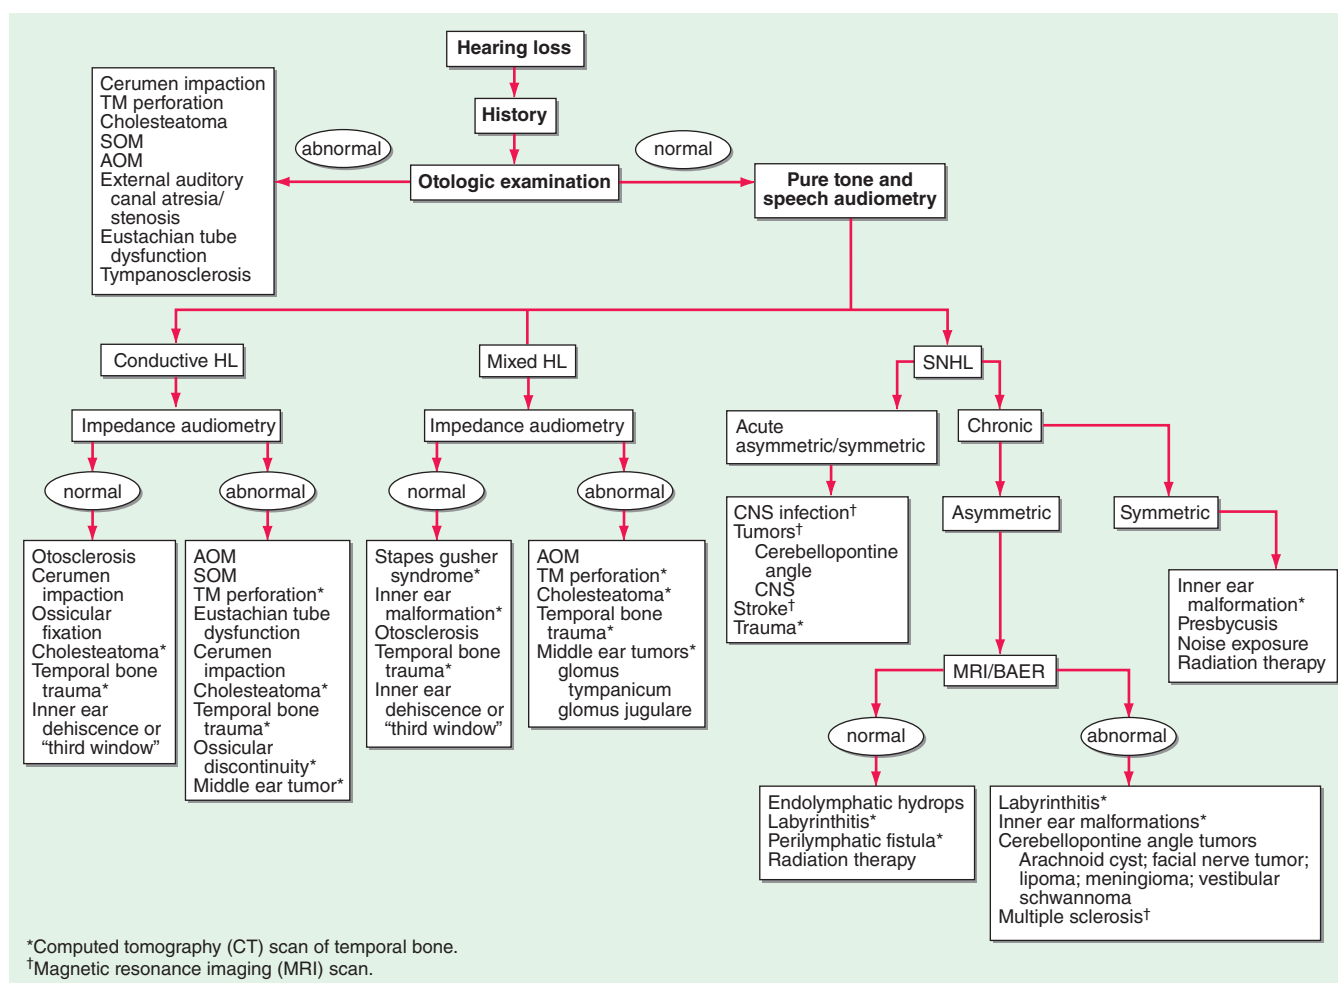 Hearing loss
History
abnormal
normal
Otologic examination
Pure tone and
speech audiometry
Cerumen impaction
TM perforation
Cholesteatoma
SOM
AOM
External auditory
canal atresia/
stenosis
Eustachian tube
dysfunction
Tympanosclerosis
Conductive HL
Mixed HL
SNHL
Impedance audiometry
Impedance audiometry
Acute
asymmetric/symmetric
Chronic
normal
abnormal
normal
abnormal
Asymmetric
Symmetric
Otosclerosis
Cerumen
impaction
Ossicular
fixation
Cholesteatoma*
Temporal bone
trauma*
Inner ear
dehiscence or
“third window”
AOM
SOM
TM perforation*
Eustachian tube
dysfunction
Cerumen
impaction
Cholesteatoma*
Temporal bone
trauma*
Ossicular
discontinuity*
Middle ear tumor*
Stapes gusher
syndrome*
Inner ear
malformation*
Otosclerosis
Temporal bone
trauma*
Inner ear
dehiscence or
“third window”
AOM
TM perforation*
Cholesteatoma*
Temporal bone
trauma*
Middle ear tumors*
glomus
tympanicum
glomus jugulare
CNS infection†
Tumors†
Cerebellopontine
angle
CNS
Stroke†
Trauma*
Inner ear
malformation*
Presbycusis
Noise exposure
Radiation therapy
MRI/BAER
normal
abnormal
Endolymphatic hydrops
Labyrinthitis*
Perilymphatic fistula*
Radiation therapy
Labyrinthitis*
Inner ear malformations*
Cerebellopontine angle tumors
Arachnoid cyst; facial nerve tumor;
lipoma; meningioma; vestibular
schwannoma
Multiple sclerosis†
*Computed tomography (CT) scan of temporal bone.
†Magnetic resonance imaging (MRI) scan.